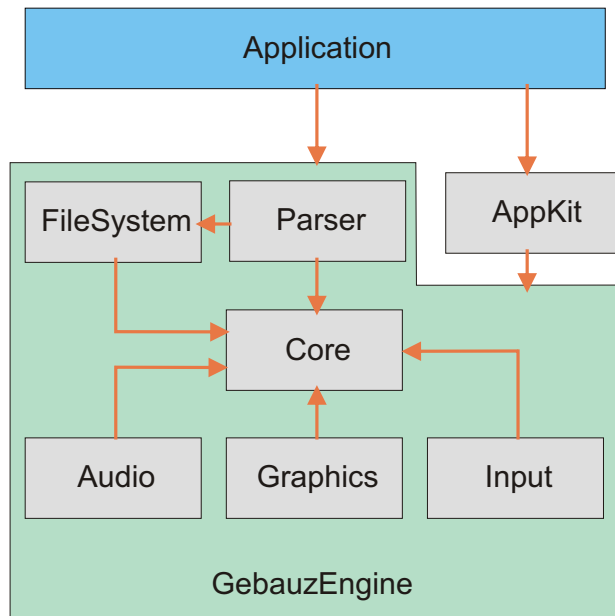 Application
FileSystem
Parser
AppKit
Core
Audio
Graphics
Input
GebauzEngine